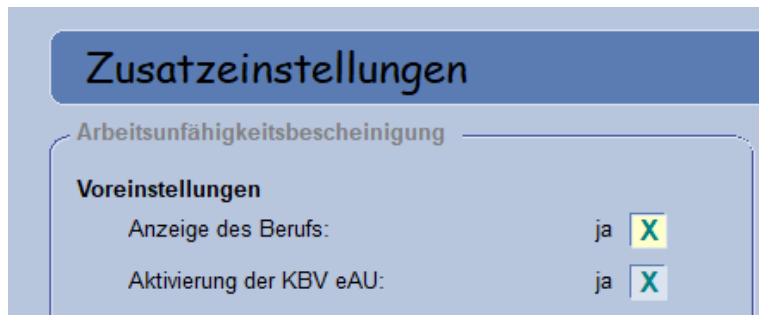 Zusatzeinstellungen
Arbeitsunfähigkeitsbescheinigung
Voreinstellungen
Anzeige des Berufs: ja X
Aktivierung der KBV eAU: ja X